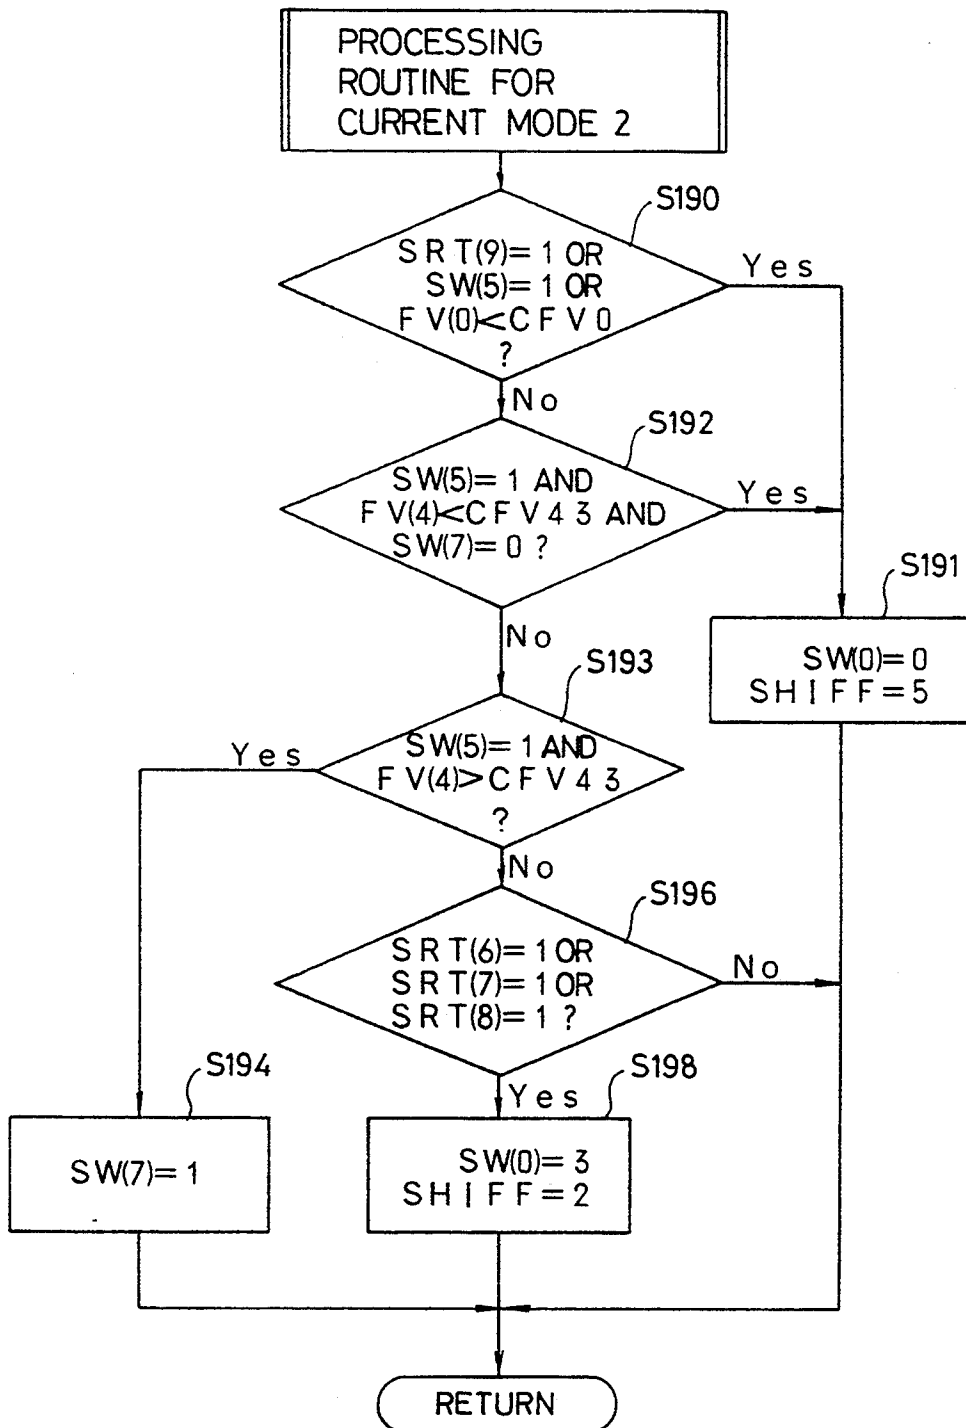 PROCESSING
ROUTINE FOR
CURRENT MODE 2
S190
SRT(9)=1 OR
SW(5)=1 OR
FV(0)<CFV0
?
Yes
No
S192
SW(5)=1 AND
FV(4)<CFV43 AND
SW(7)=0 ?
Yes
No
S191
SW(0)=0
SHIFF=5
S193
SW(5)=1 AND
FV(4)>CFV43
?
Yes
No
S196
SRT(6)=1 OR
SRT(7)=1 OR
SRT(8)=1 ?
No
Yes
S194
SW(7)=1
S198
SW(0)=3
SHIFF=2
RETURN